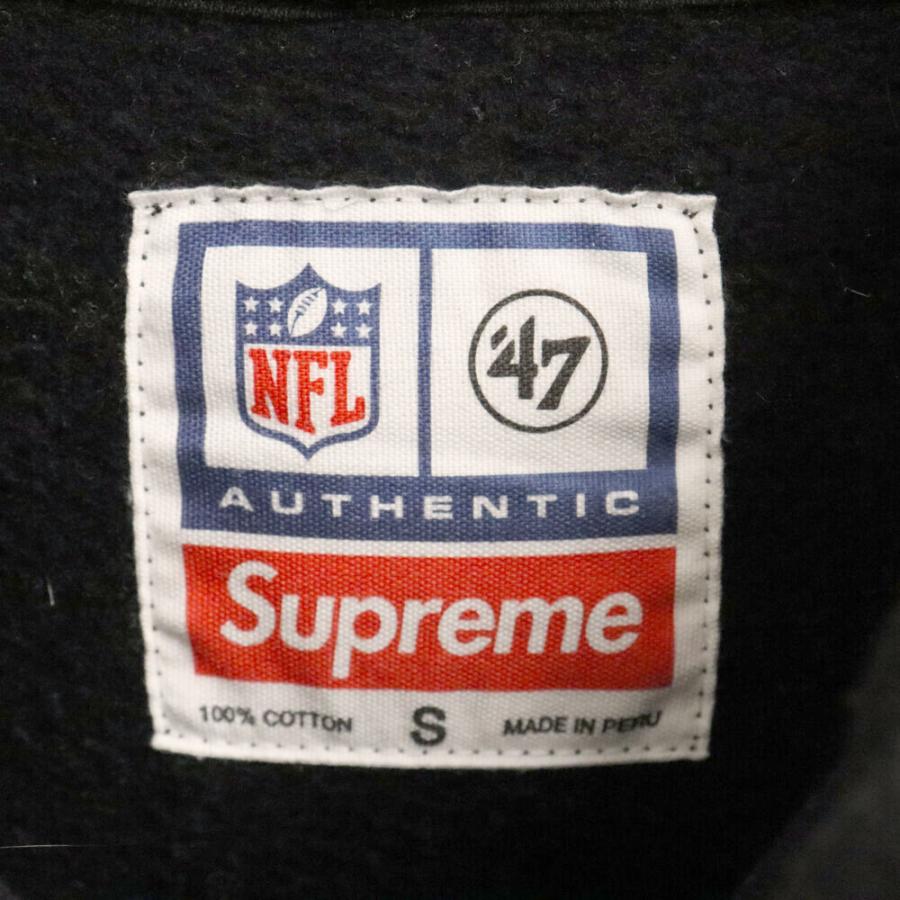 NFL '47
AUTHENTIC
Supreme
100% COTTON S MADE IN PERU